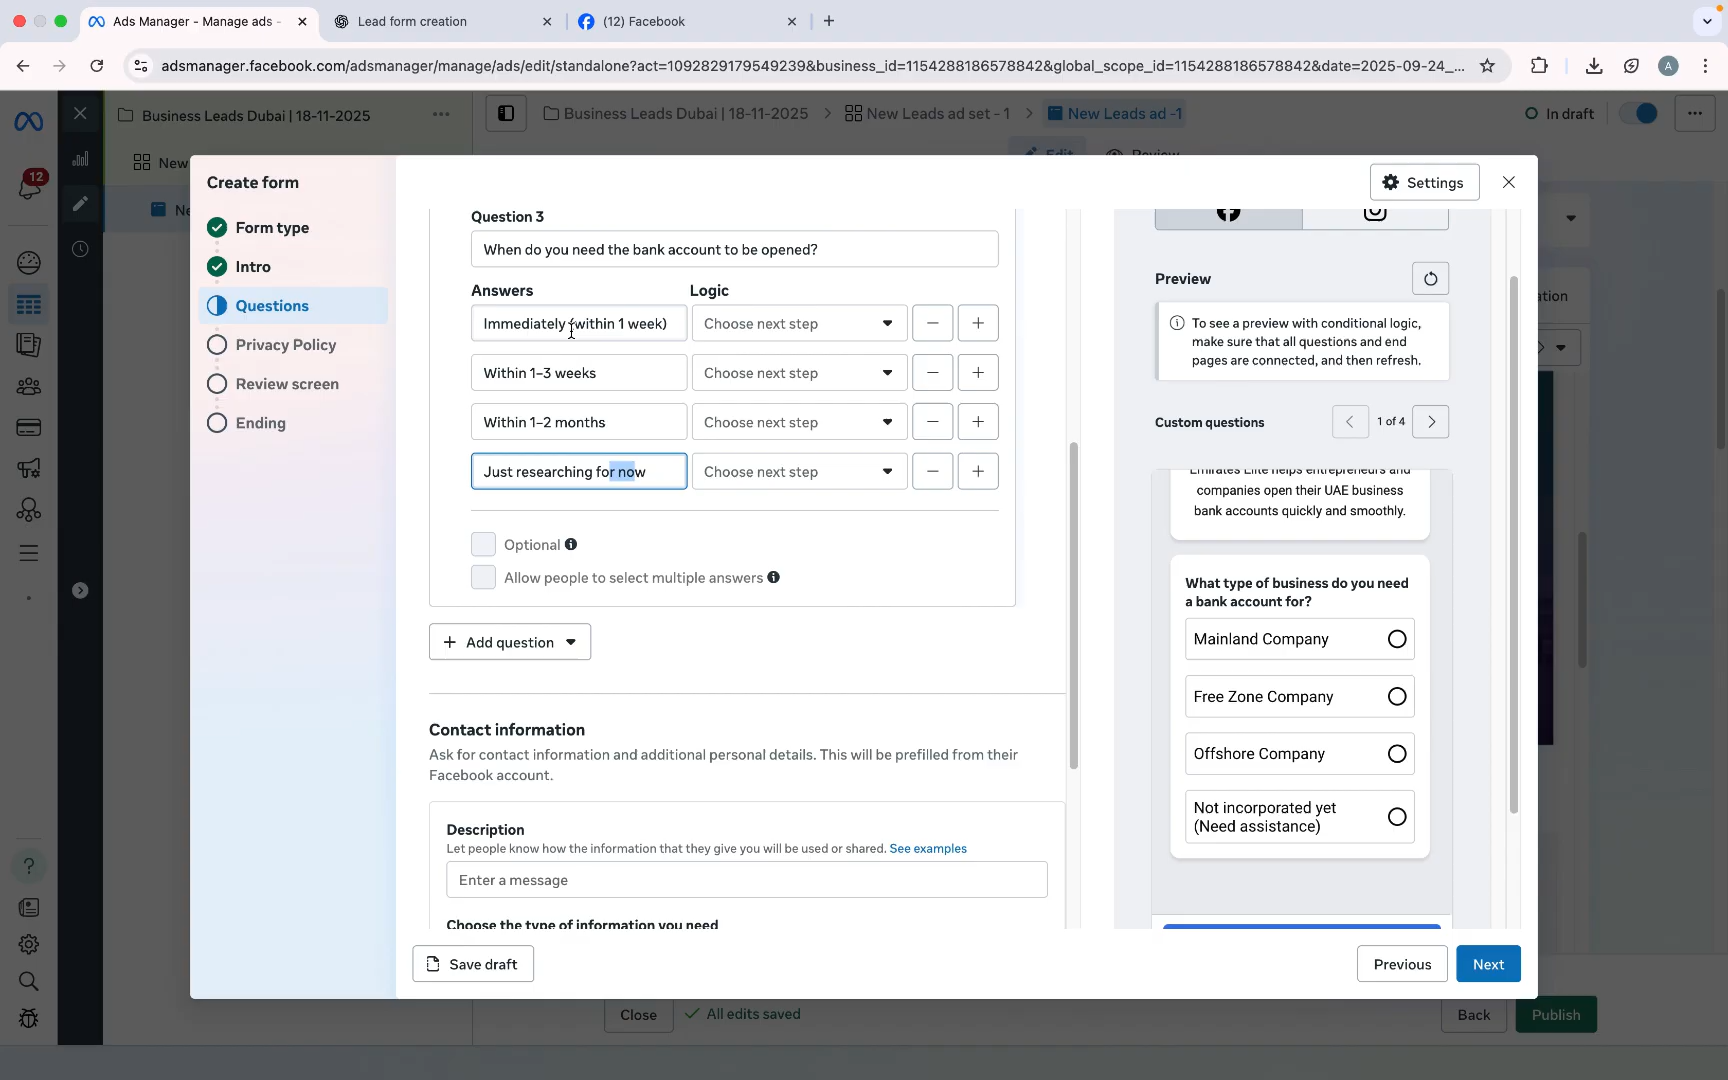 Ads Manager - Manage ads -
Lead form creation
(12) Facebook
adsmanager.facebook.com/adsmanager/manage/ads/edit/standalone?act=1092829179549239&business_id=1154288186578842&global_scope_id=1154288186578842&date=2025-09-24_...
A
12
Business Leads Dubai | 18-11-2025
Business Leads Dubai | 18-11-2025
New Leads ad set - 1
New Leads ad -1
In draft
New
Edit
Review
Ne
Create form
Form type
Intro
Questions
Privacy Policy
Review screen
Ending
Settings
Question 3
When do you need the bank account to be opened?
Answers
Logic
Immediately (within 1 week)
Choose next step
Within 1–3 weeks
Choose next step
Within 1–2 months
Choose next step
Just researching for now
Choose next step
Optional
Allow people to select multiple answers
Add question
Contact information
Ask for contact information and additional personal details. This will be prefilled from their
Facebook account.
Description
Let people know how the information that they give you will be used or shared. See examples
Enter a message
Choose the type of information you need
Save draft
Previous
Next
Preview
To see a preview with conditional logic,
make sure that all questions and end
pages are connected, and then refresh.
Custom questions
1 of 4
Emirates Elite helps entrepreneurs and
companies open their UAE business
bank accounts quickly and smoothly.
What type of business do you need
a bank account for?
Mainland Company
Free Zone Company
Offshore Company
Not incorporated yet
(Need assistance)
ation
Close
All edits saved
Back
Publish